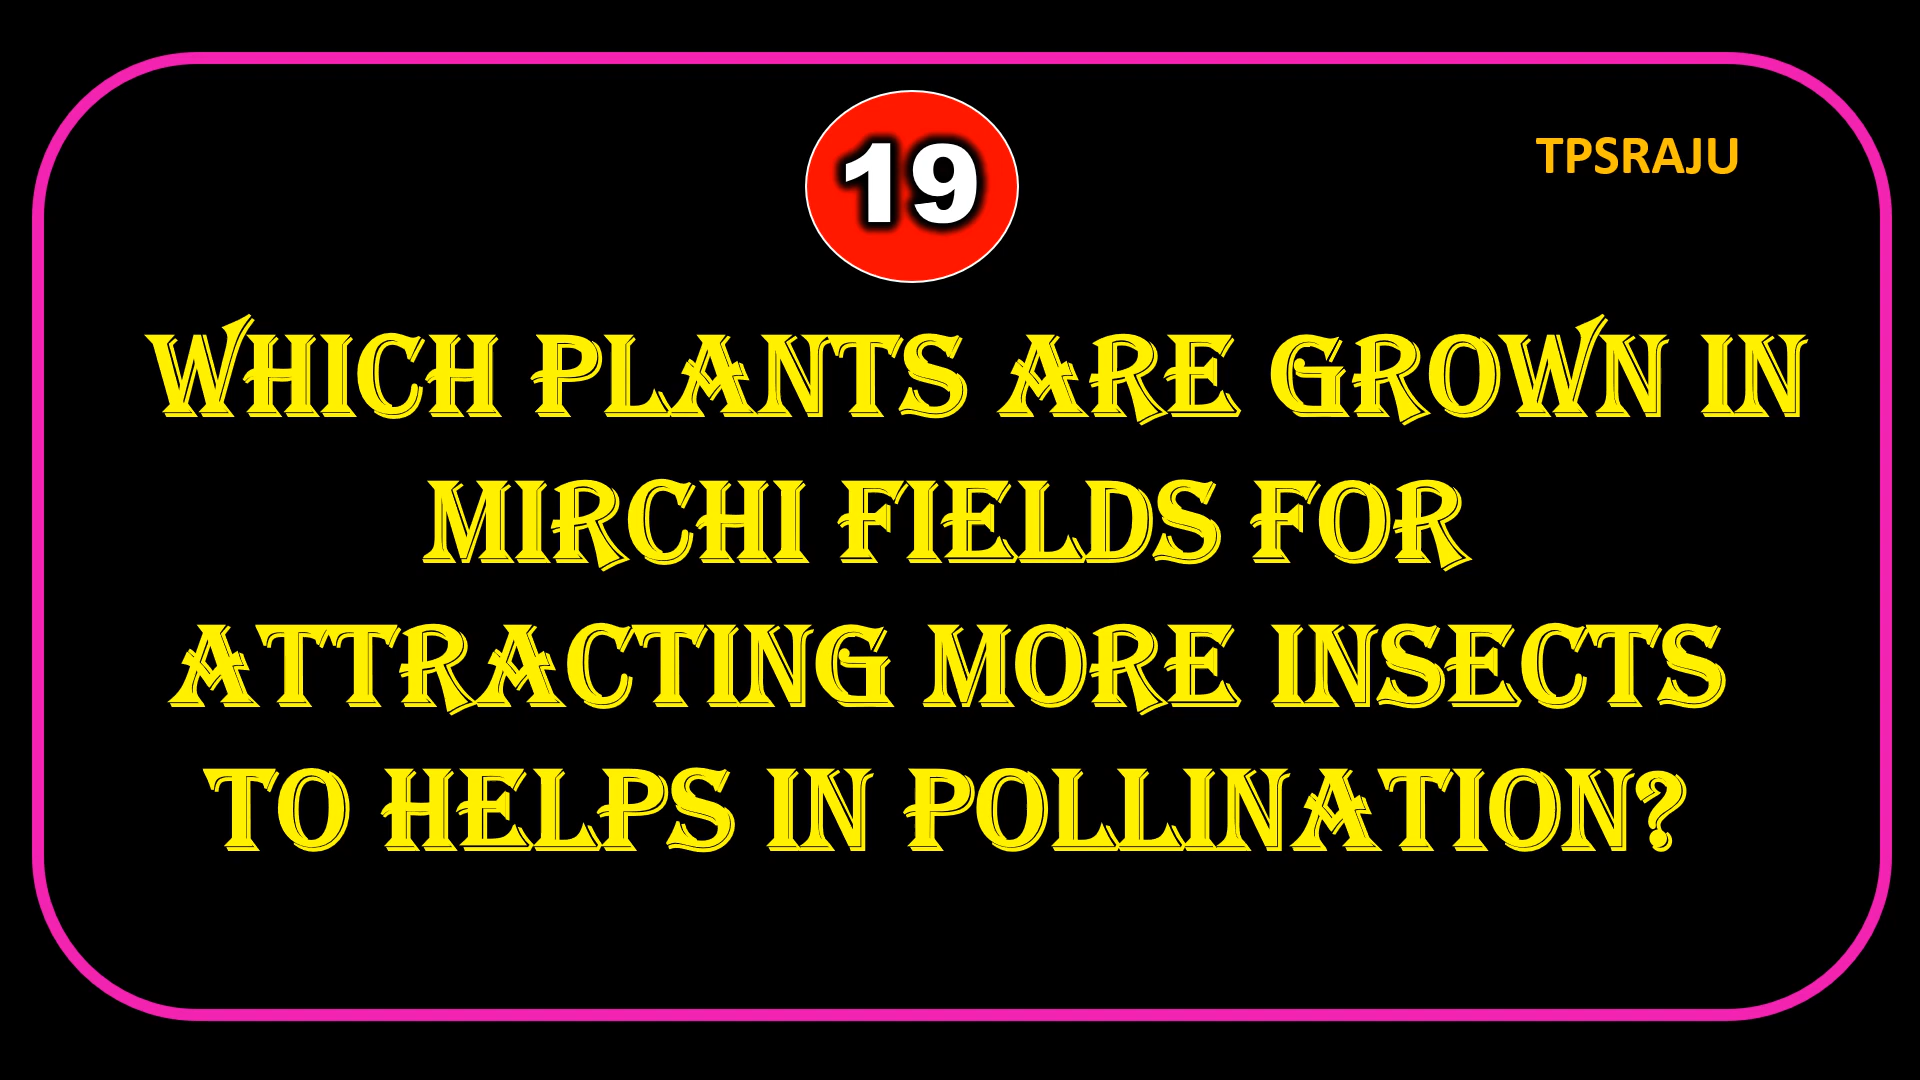 19
TPSRAJU
WHICH PLANTS ARE GROWN IN
MIRCHI FIELDS FOR
ATTRACTING MORE INSECTS
TO HELPS IN POLLINATION?